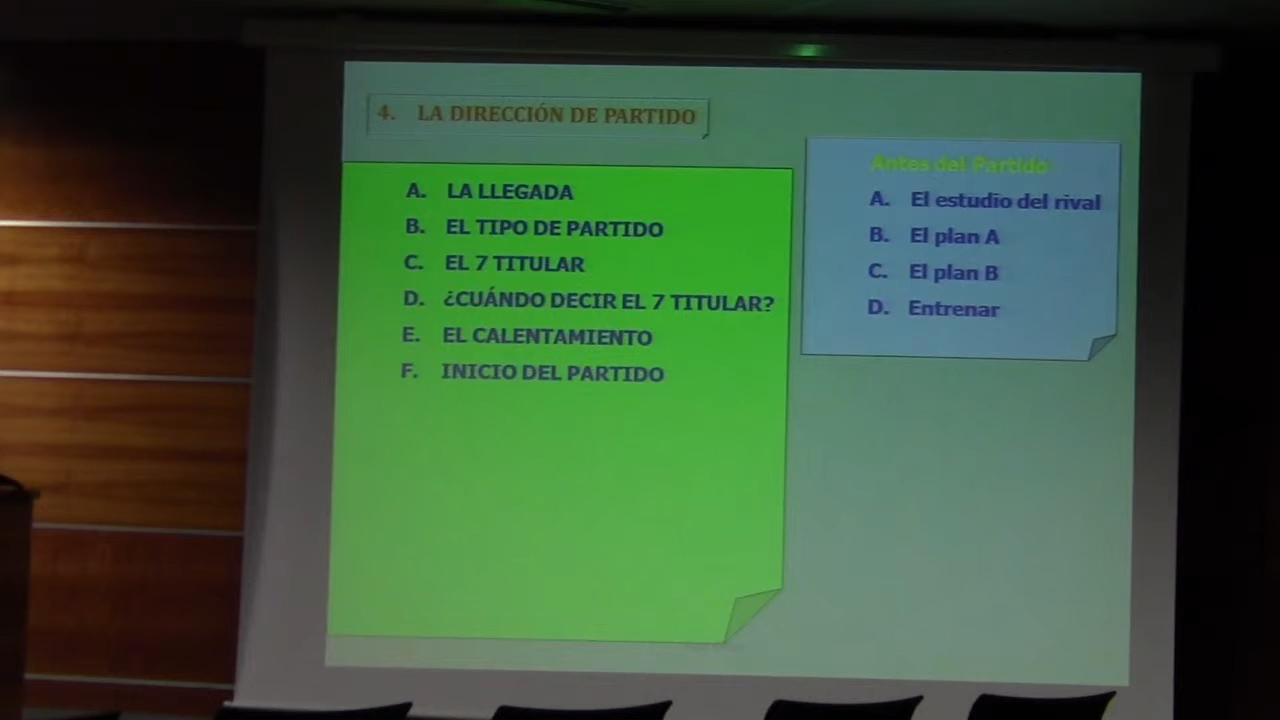 4. LA DIRECCIÓN DE PARTIDO
A. LA LLEGADA
B. EL TIPO DE PARTIDO
C. EL 7 TITULAR
D. ¿CUÁNDO DECIR EL 7 TITULAR?
E. EL CALENTAMIENTO
F. INICIO DEL PARTIDO
Antes del Partido
A. El estudio del rival
B. El plan A
C. El plan B
D. Entrenar